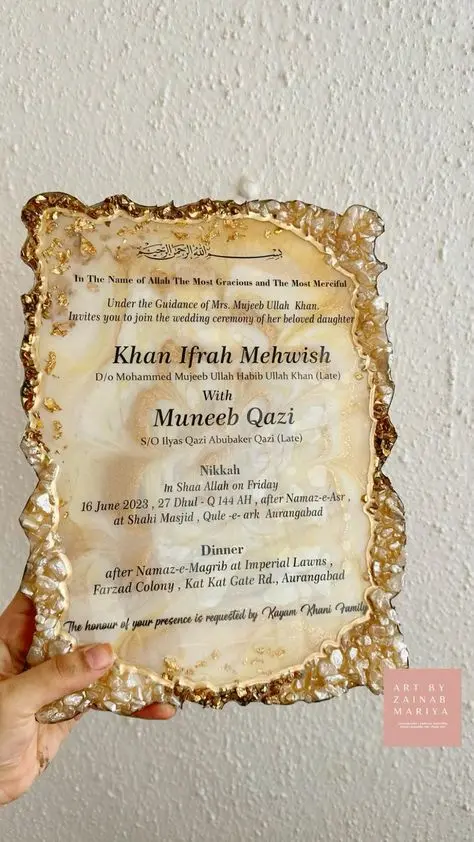 بسم الله الرحمن الرحيم
In The Name of Allah The Most Gracious and The Most Merciful
Under the Guidance of Mrs. Mujeeb Ullah Khan.
Invites you to join the wedding ceremony of her beloved daughter
Khan Ifrah Mehwish
D/o Mohammed Mujeeb Ullah Habib Ullah Khan (Late)
With
Muneeb Qazi
S/O Ilyas Qazi Abubaker Qazi (Late)
Nikkah
In Shaa Allah on Friday
16 June 2023 , 27 Dhul - Q 144 AH , after Namaz-e-Asr ,
at Shahi Masjid , Qule -e- ark Aurangabad
Dinner
after Namaz-e-Magrib at Imperial Lawns ,
Farzad Colony , Kat Kat Gate Rd., Aurangabad
The honour of your presence is requested by Kayam Khani Family
ART BY
ZAINAB
MARIYA